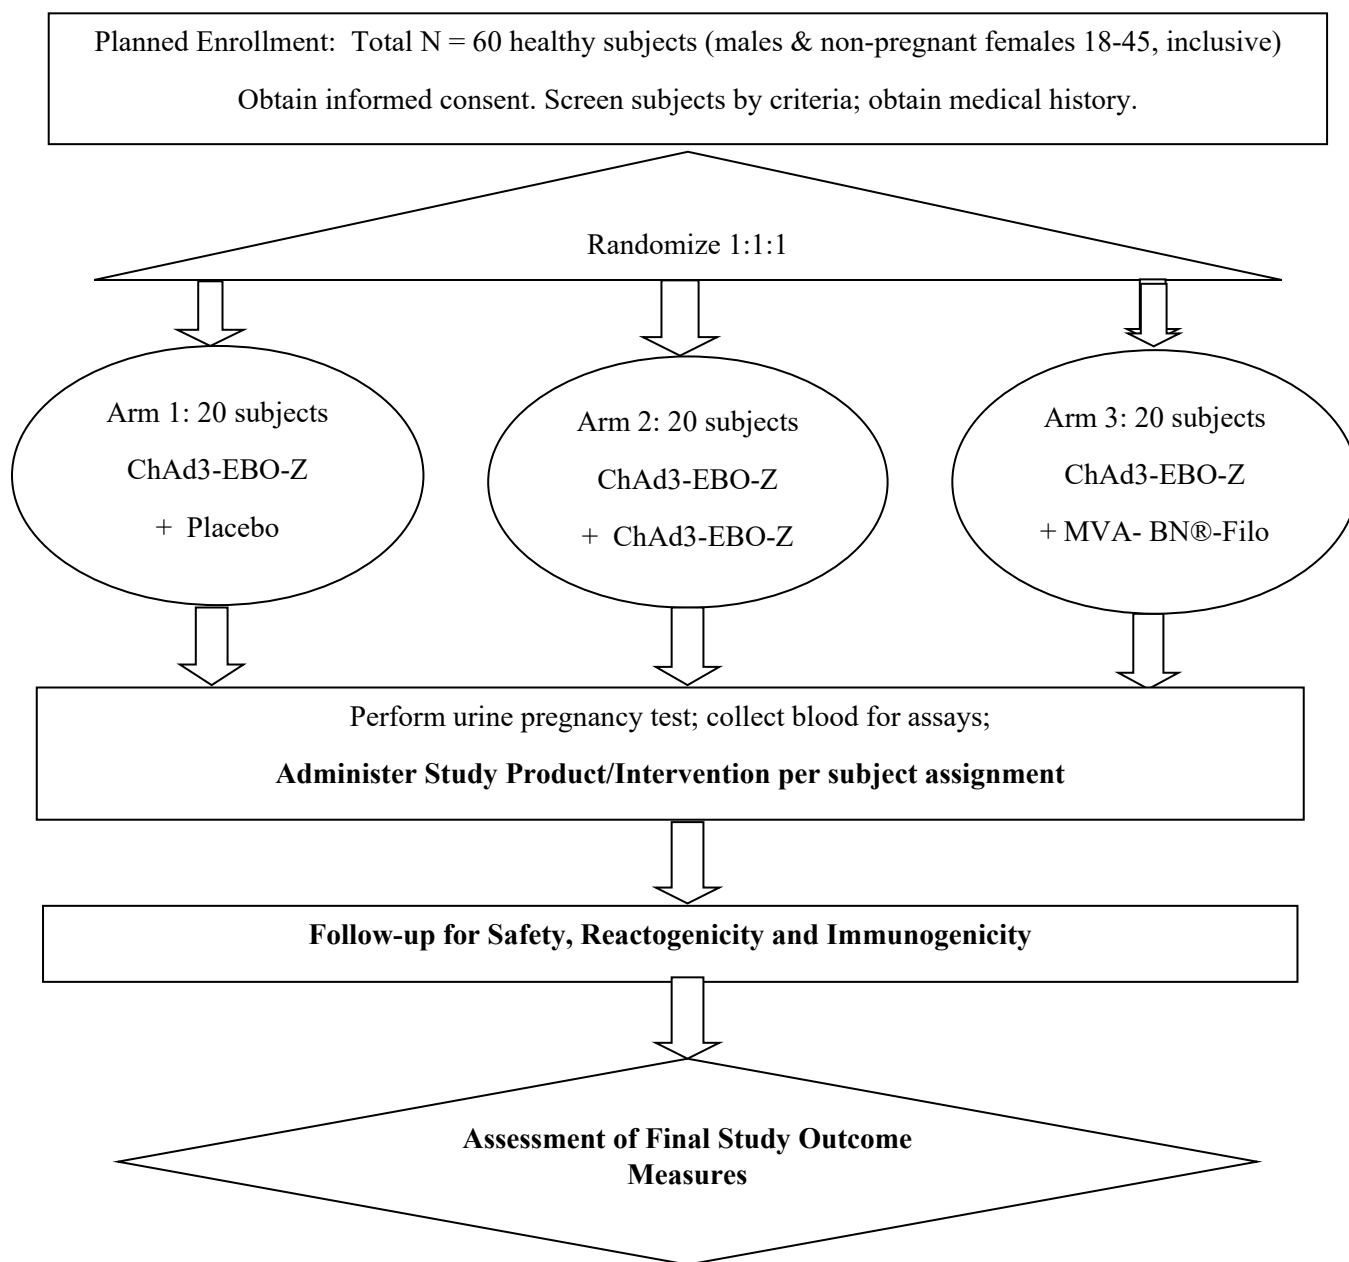 Planned Enrollment:  Total N = 60 healthy subjects (males & non-pregnant females 18-45, inclusive)
Obtain informed consent. Screen subjects by criteria; obtain medical history.
Randomize 1:1:1
Arm 1: 20 subjects
ChAd3-EBO-Z
+  Placebo
Arm 2: 20 subjects
ChAd3-EBO-Z
+  ChAd3-EBO-Z
Arm 3: 20 subjects
ChAd3-EBO-Z
+ MVA- BN®-Filo
Perform urine pregnancy test; collect blood for assays;
Administer Study Product/Intervention per subject assignment
Follow-up for Safety, Reactogenicity and Immunogenicity
Assessment of Final Study Outcome
Measures